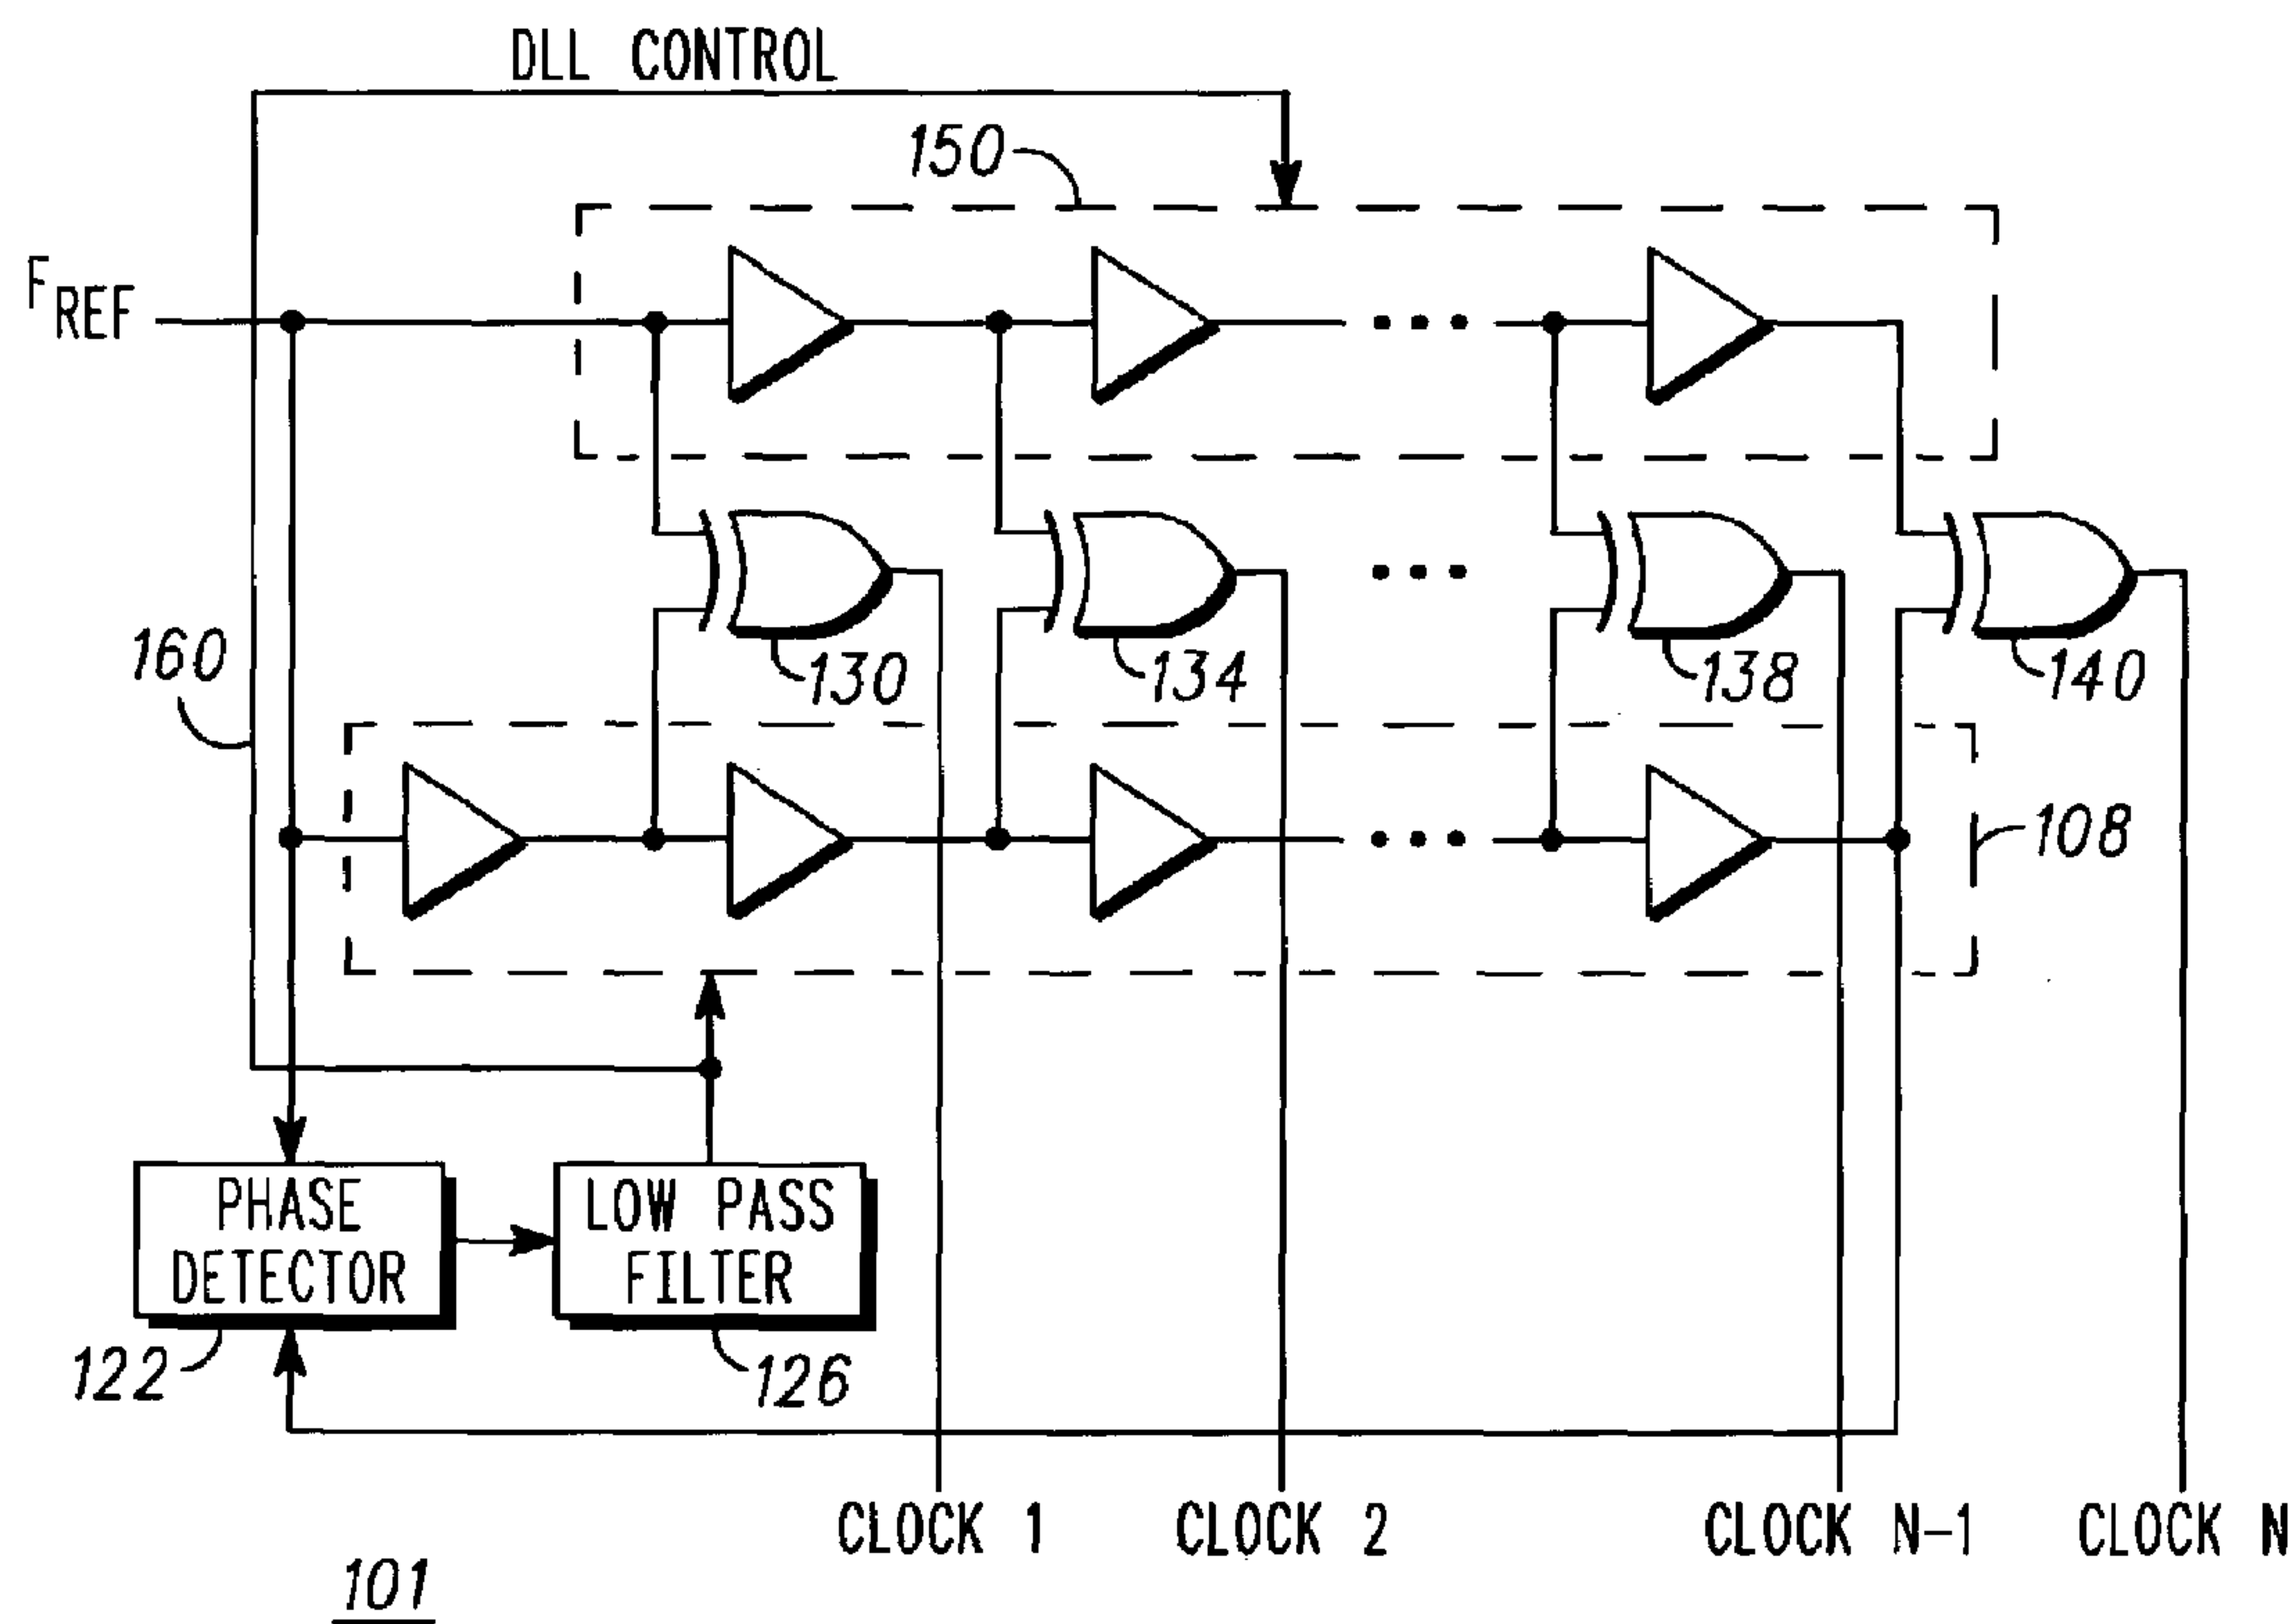 DLL CONTROL
150
F REF
160
130
134
138
140
108
PHASE
DETECTOR
LOW PASS
FILTER
122
126
CLOCK 1
CLOCK 2
CLOCK N-1
CLOCK N
101